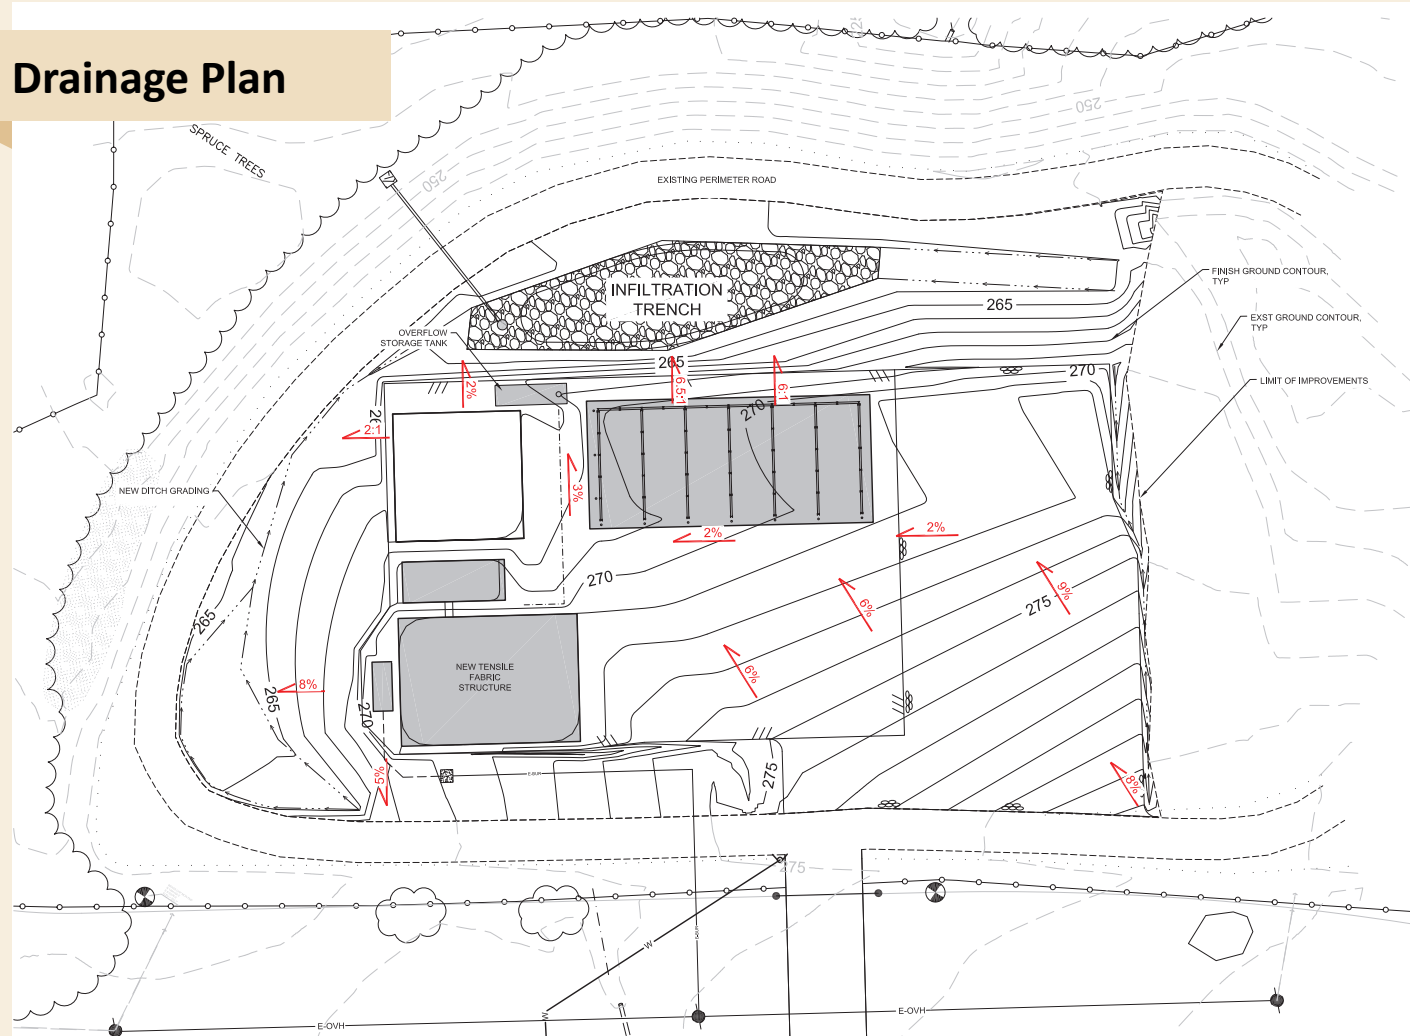 Drainage Plan
250
SPRUCE TREES
250
250
EXISTING PERIMETER ROAD
INFILTRATION
TRENCH
FINISH GROUND CONTOUR,
TYP
265
EXST GROUND CONTOUR,
TYP
OVERFLOW
STORAGE TANK
265
270
LIMIT OF IMPROVEMENTS
2%
6.5:1
6:1
270
2:1
NEW DITCH GRADING
3%
2%
2%
270
265
6%
9%
275
NEW TENSILE
FABRIC
STRUCTURE
6%
8%
265
270
5%
E-BUR
275
8%
275
W
E-BUR
W
E-OVH
E-OVH